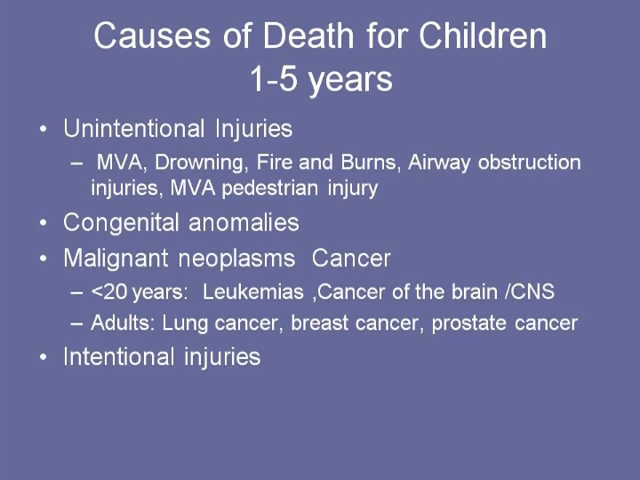 Causes of Death for Children
1-5 years
• Unintentional Injuries
– MVA, Drowning, Fire and Burns, Airway obstruction
injuries, MVA pedestrian injury
• Congenital anomalies
• Malignant neoplasms Cancer
– <20 years: Leukemias ,Cancer of the brain /CNS
– Adults: Lung cancer, breast cancer, prostate cancer
• Intentional injuries